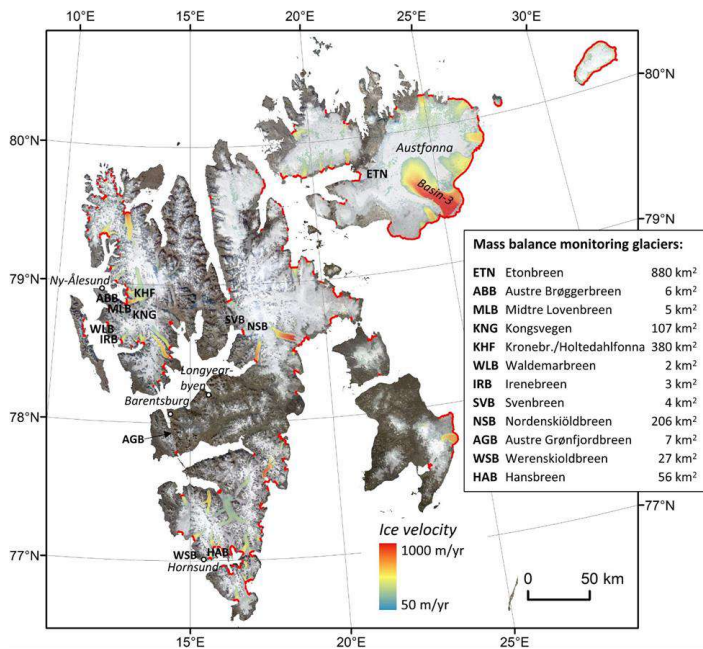 10°E 15°E 20°E 25°E 30°E
80°N
80°N
Austfonna
ETN
Basin-3
79°N
79°N
Ny-Ålesund
ABB
KHF
MLB
KNG
WLB
IRB
SVB
NSB
Longyear-
byen
Barentsburg
78°N
AGB
Mass balance monitoring glaciers:
ETN Etonbreen 880 km²
ABB Austre Brøggerbreen 6 km²
MLB Midtre Lovenbreen 5 km²
KNG Kongsvegen 107 km²
KHF Kronebr./Holtedahlfonna 380 km²
WLB Waldemarbreen 2 km²
IRB Irenebreen 3 km²
SVB Svenbreen 4 km²
NSB Nordenskiöldbreen 206 km²
AGB Austre Grønfjordbreen 7 km²
WSB Werenskioldbreen 27 km²
HAB Hansbreen 56 km²
77°N
77°N
WSB HAB
Hornsund
Ice velocity
1000 m/yr
50 m/yr
0 50 km
15°E 20°E 25°E